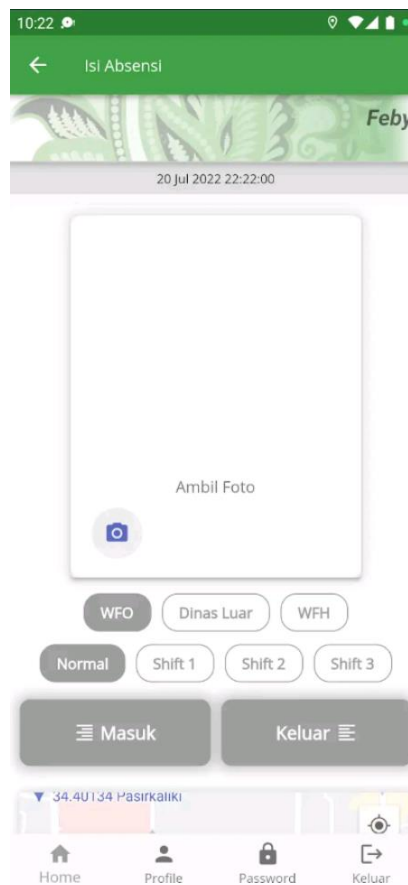 10:22
Isi Absensi
Feby
20 Jul 2022 22:22:00
Ambil Foto
WFO Dinas Luar WFH
Normal Shift 1 Shift 2 Shift 3
Masuk Keluar
34.40134 Pasirkaliki
Home Profile Password Keluar